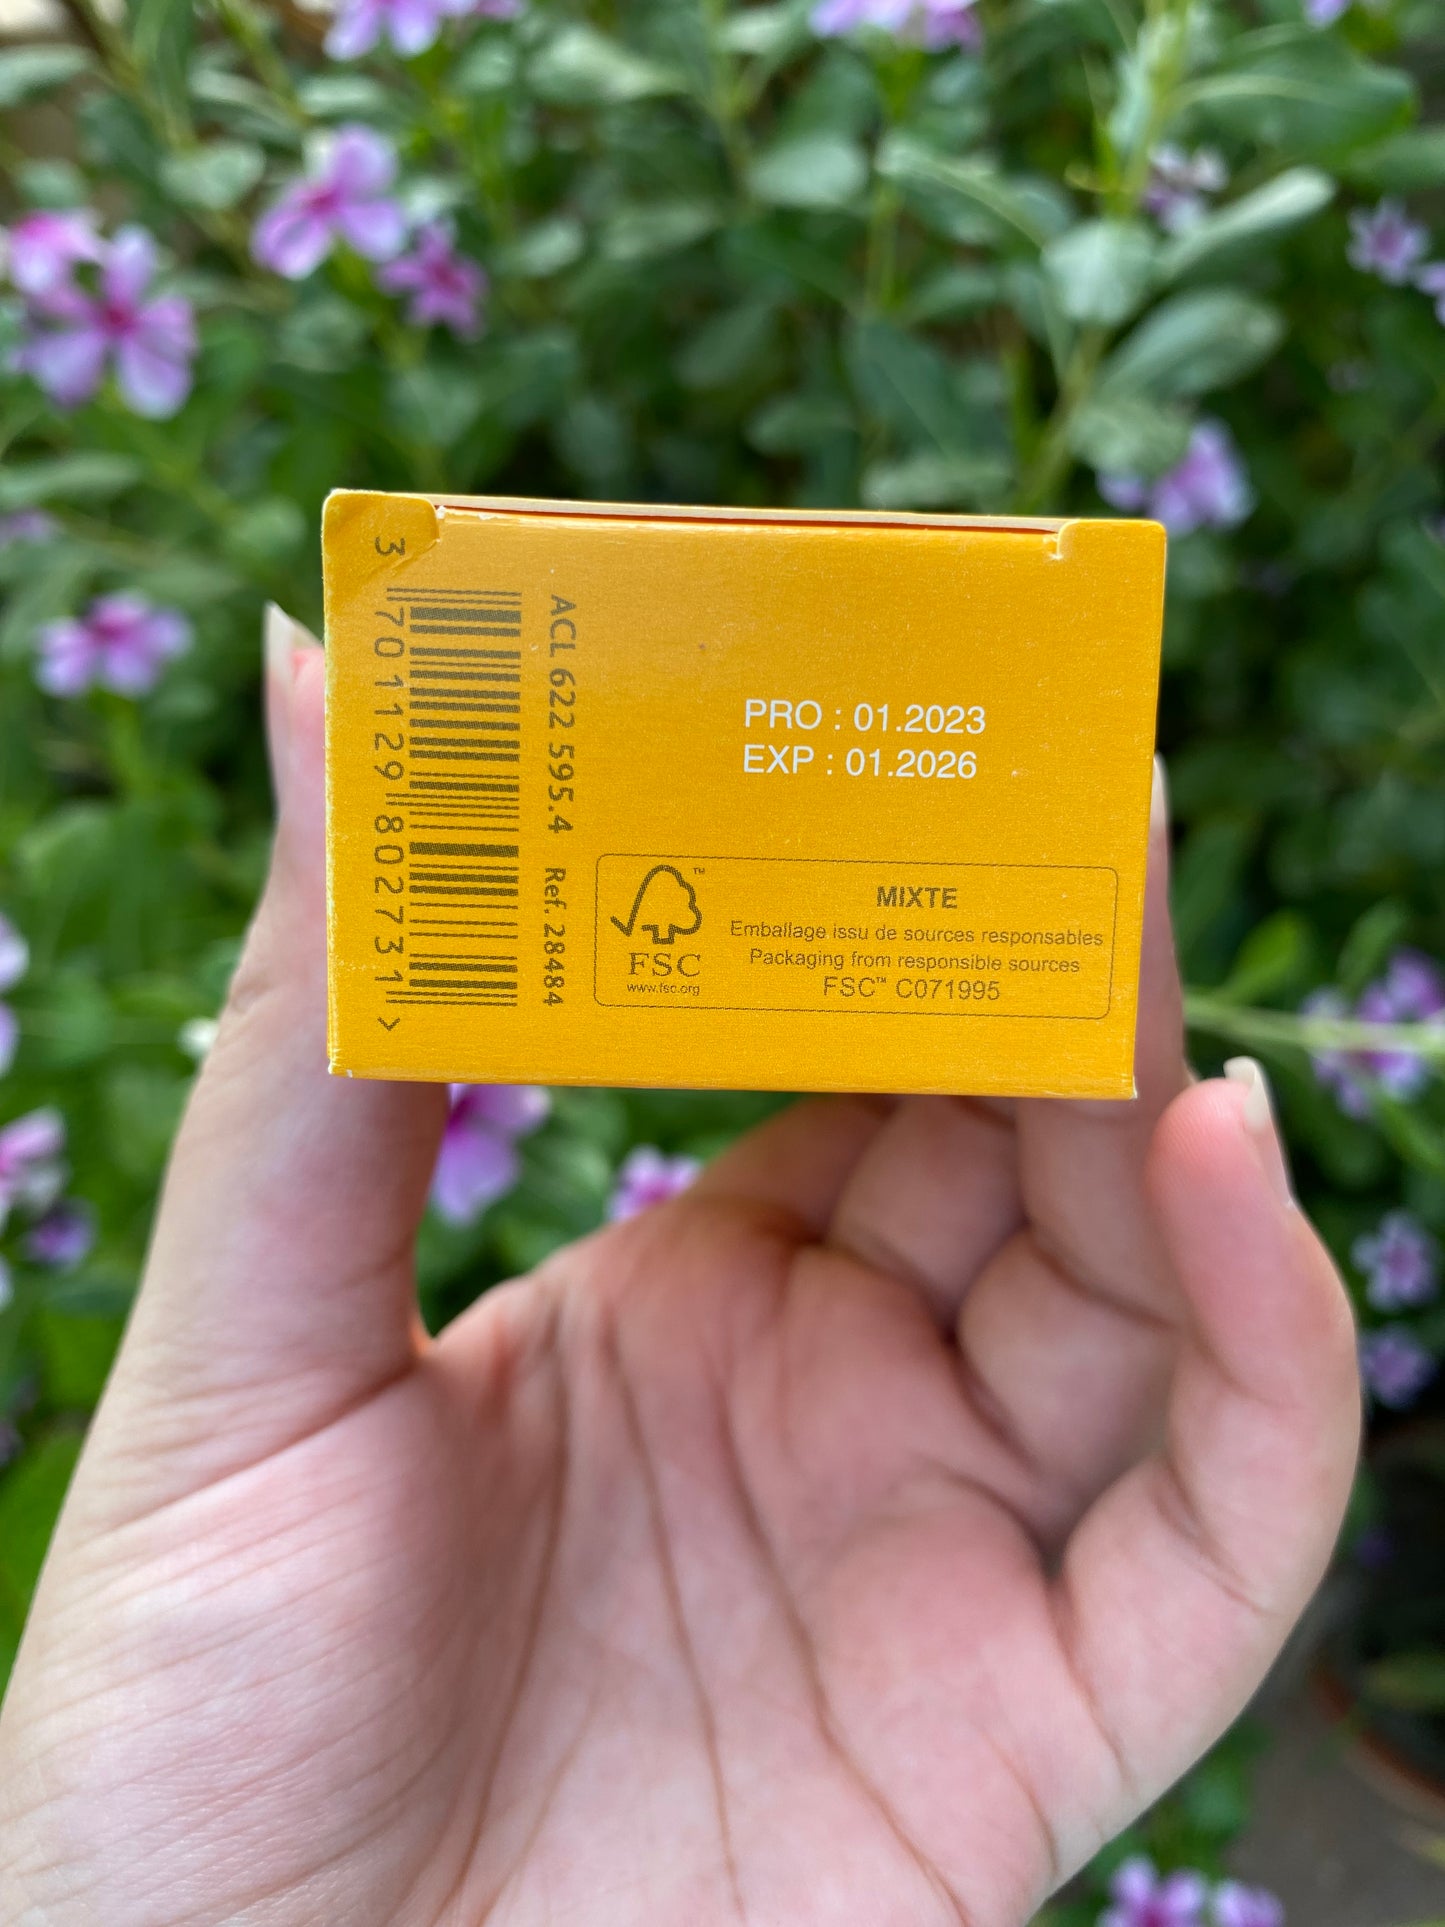 3 701129 802731 >
ACL 622 595.4 Ref. 28484
PRO : 01.2023
EXP : 01.2026
FSC
www.fsc.org
MIXTE
Emballage issu de sources responsables
Packaging from responsible sources
FSC™ C071995